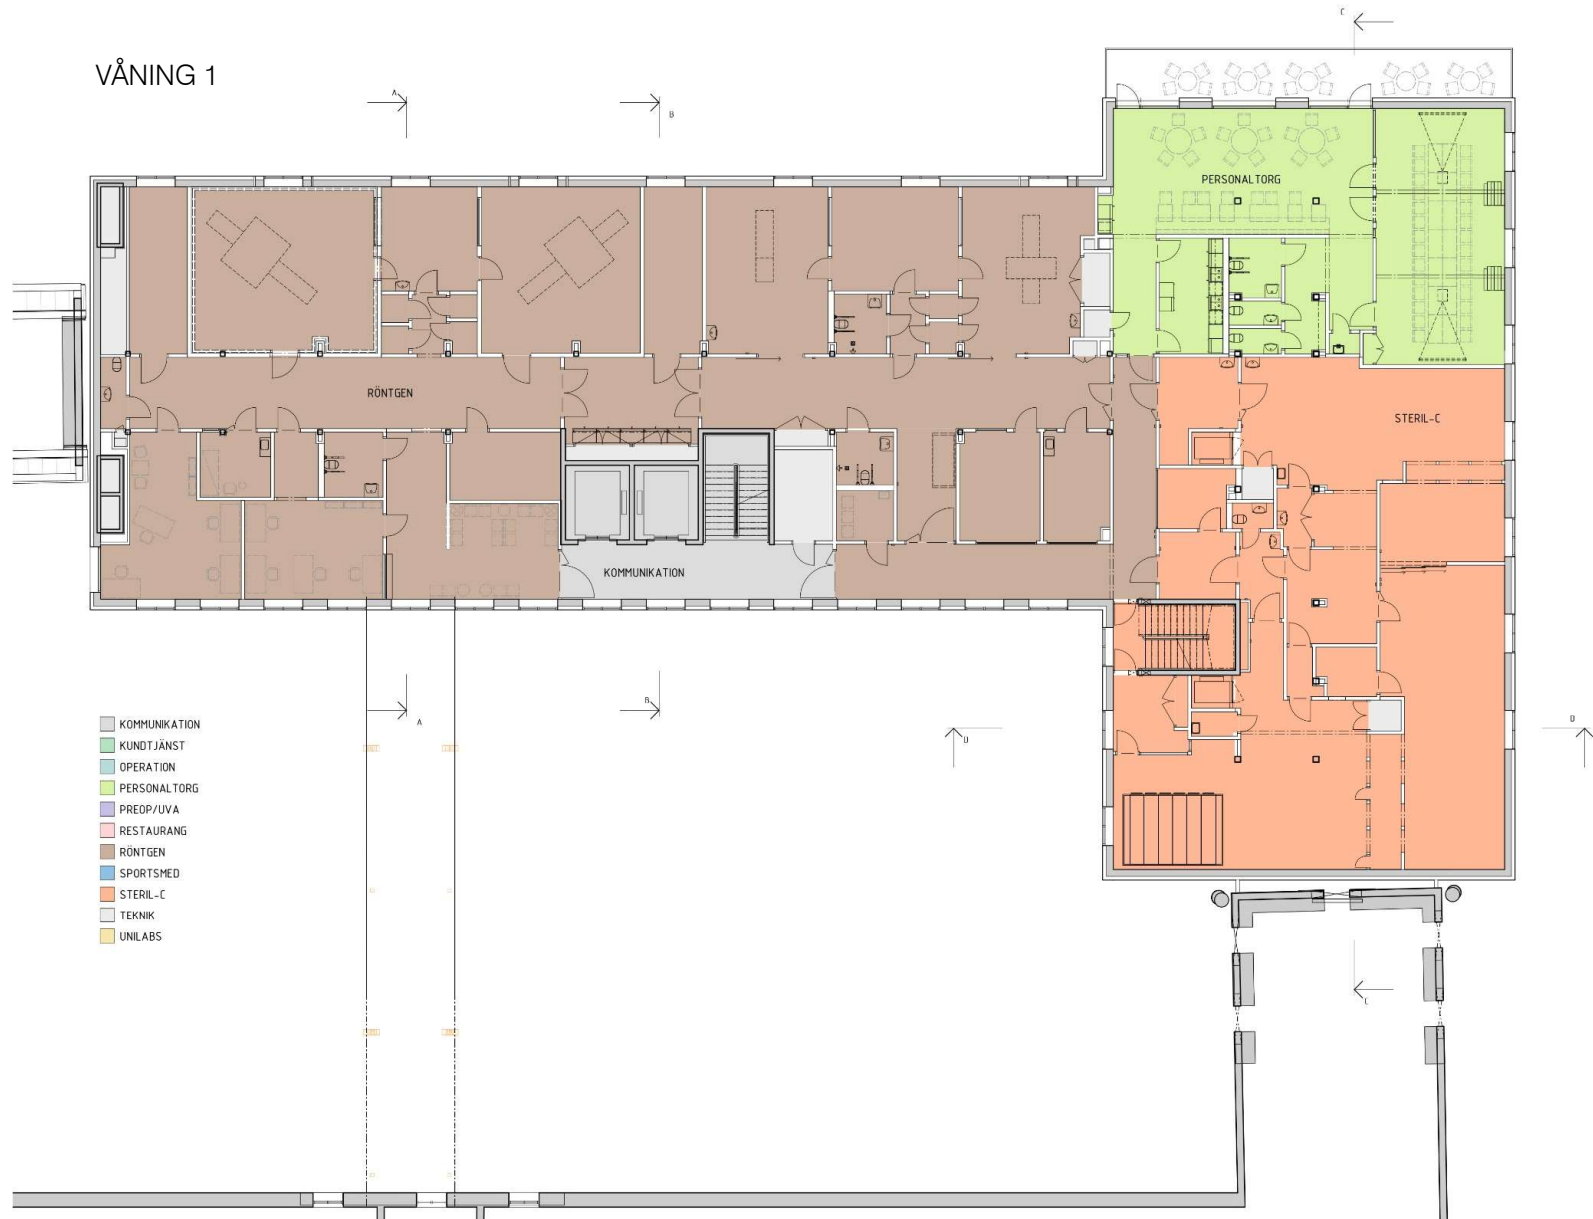 C
VÅNING 1
A
B
PERSONALTORG
RÖNTGEN
STERIL-C
KOMMUNIKATION
B
A
D
D
KOMMUNIKATION
KUNDTJÄNST
OPERATION
PERSONALTORG
PREOP/UVA
RESTAURANG
RÖNTGEN
SPORTSMED
STERIL-C
TEKNIK
UNILABS
C